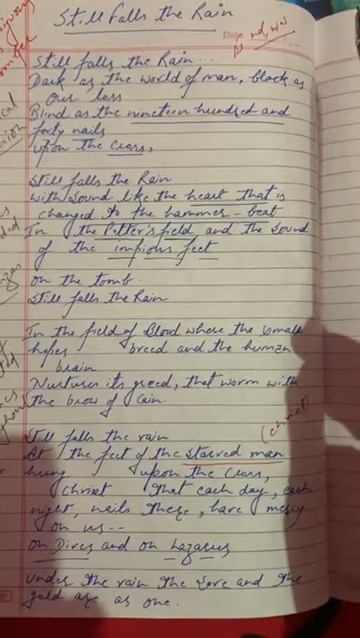 Still Falls the Rain
Still falls the Rain...
Dark as the world of man, black as
our loss
Blind as the nineteen hundred and
forty nails
upon the Cross,
Still falls the Rain
with sound like the heart that is
changed to the hammer-beat
In the Potter's field and the sound
of the impious feet
on the tomb
Still falls the Rain
In the field of Blood where the small
hopes breed and the human
brain
Nurtures its greed, that worm with
the brow of Cain.
Still falls the rain
At the feet of the starved man
(christ)
hung upon the Cross,
christ that each day, each
night, nails there, have mercy
on us--
on Dives and on Lazarus
under the rain the sore and the
gold are as one.